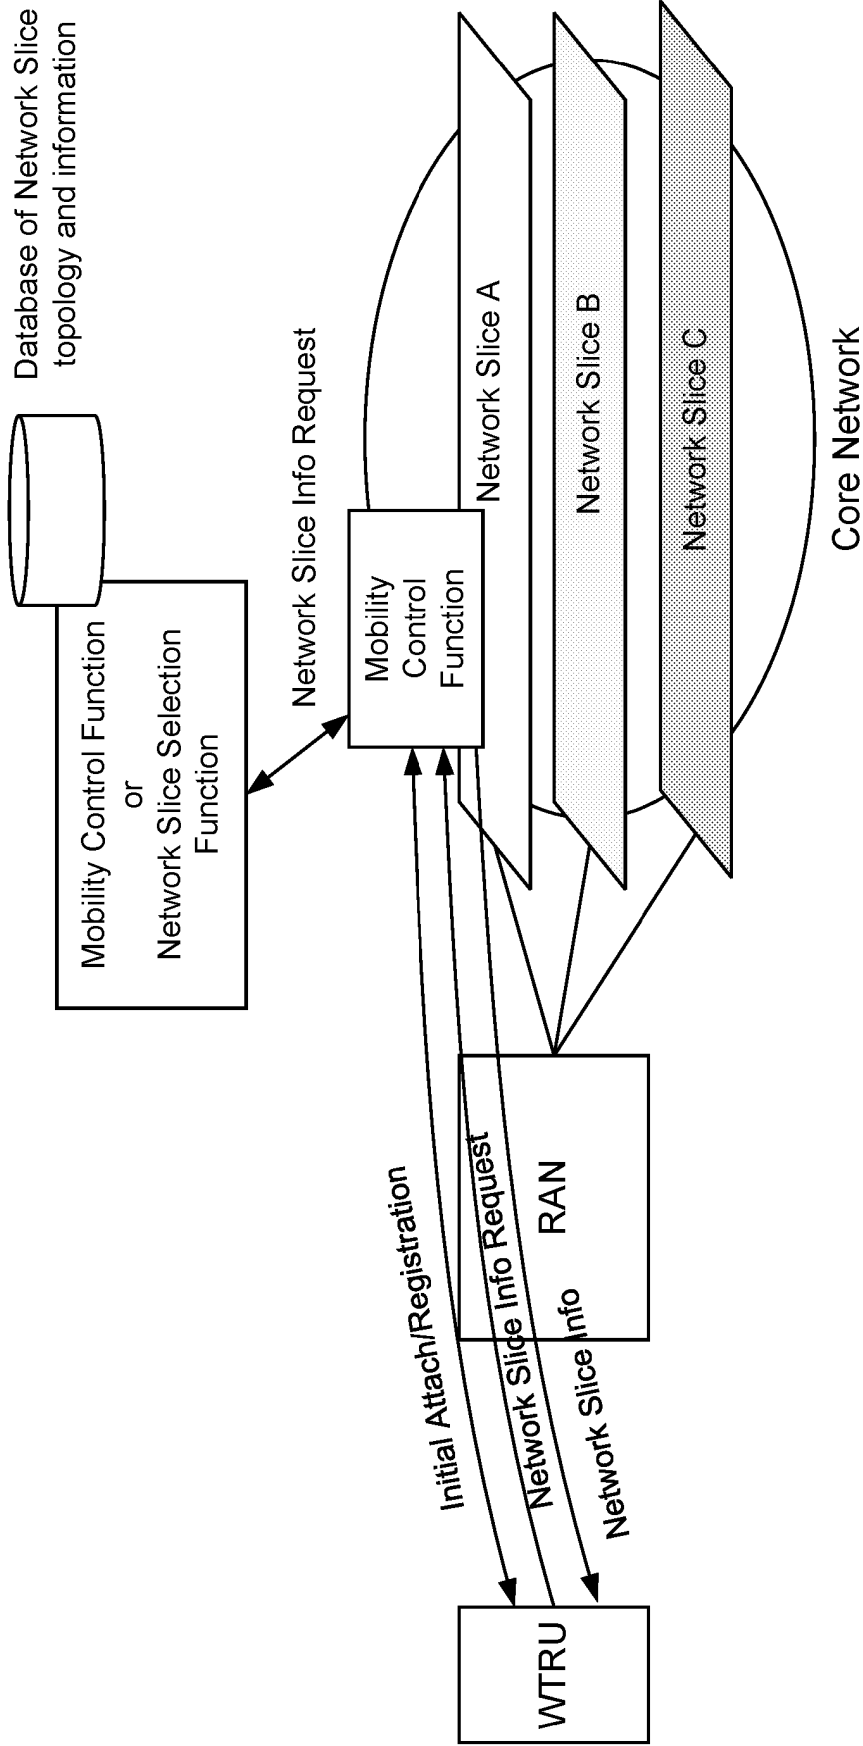 Database of Network Slice
topology and information
Mobility Control Function
or
Network Slice Selection
Function
Network Slice Info Request
Mobility
Control
Function
Initial Attach/Registration
Network Slice Info Request
Network Slice Info
WTRU
RAN
Network Slice A
Network Slice B
Network Slice C
Core Network